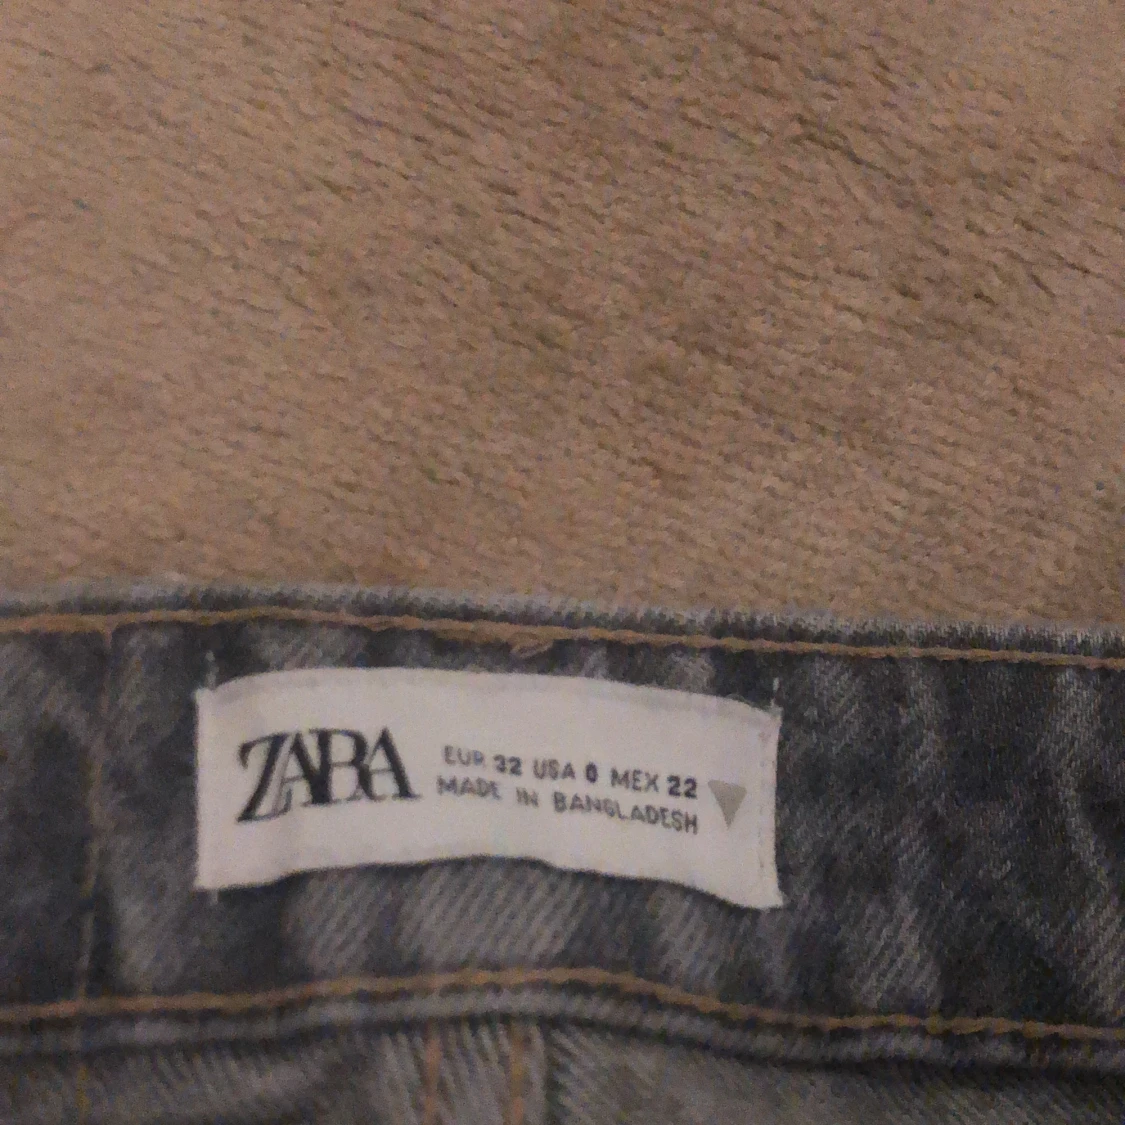 ZARA
EUR 32 USA 0 MEX 22
MADE IN BANGLADESH